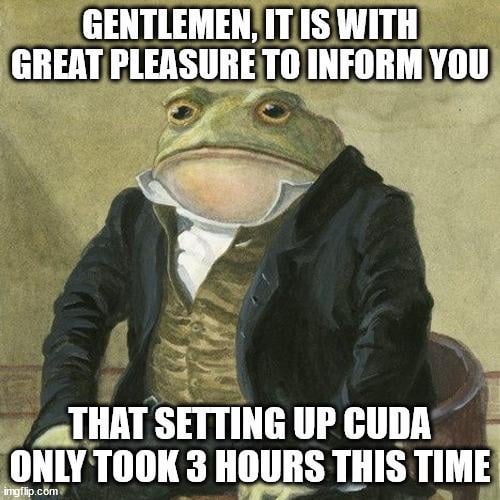 GENTLEMEN, IT IS WITH
GREAT PLEASURE TO INFORM YOU
THAT SETTING UP CUDA
ONLY TOOK 3 HOURS THIS TIME
imgflip.com